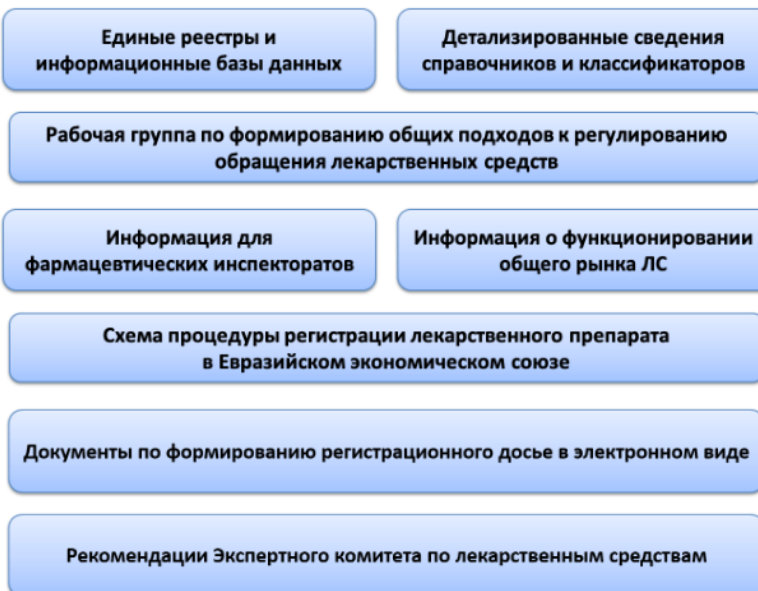 Единые реестры и
информационные базы данных
Детализированные сведения
справочников и классификаторов
Рабочая группа по формированию общих подходов к регулированию
обращения лекарственных средств
Информация для
фармацевтических инспекторатов
Информация о функционировании
общего рынка ЛС
Схема процедуры регистрации лекарственного препарата
в Евразийском экономическом союзе
Документы по формированию регистрационного досье в электронном виде
Рекомендации Экспертного комитета по лекарственным средствам